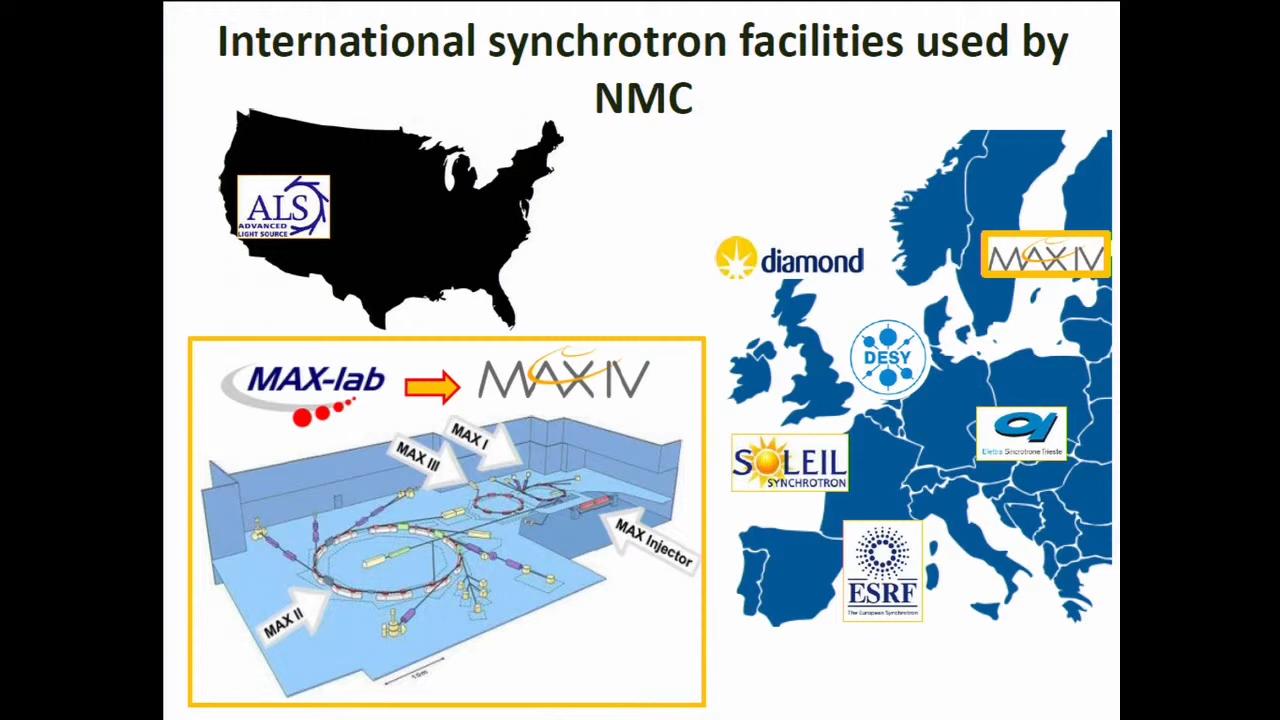 International synchrotron facilities used by
NMC
ALS
ADVANCED
LIGHT SOURCE
diamond
MAX IV
DESY
MAX-lab
MAX IV
MAX I
MAX III
SOLEIL
SYNCHROTRON
Elettra Sincrotrone Trieste
MAX Injector
MAX II
ESRF
The European Synchrotron
10m